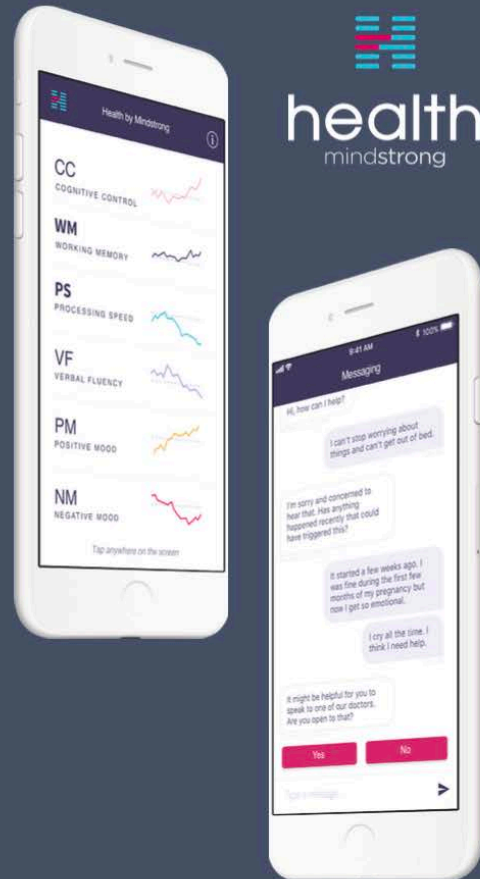 health
mindstrong
Health by Mindstrong
CC
COGNITIVE CONTROL
WM
WORKING MEMORY
PS
PROCESSING SPEED
VF
VERBAL FLUENCY
PM
POSITIVE MOOD
NM
NEGATIVE MOOD
Tap anywhere on the screen
9:41 AM
100%
Messaging
Hi, how can I help?
I can't stop worrying about
things and can't get out of bed.
I'm sorry and concerned to
hear that. Has anything
happened recently that could
have triggered this?
It started a few weeks ago. I
was fine during the first few
months of my pregnancy but
now I get so emotional.
I cry all the time. I
think I need help.
It might be helpful for you to
speak to one of our doctors.
Are you open to that?
Yes
No
Type a message...